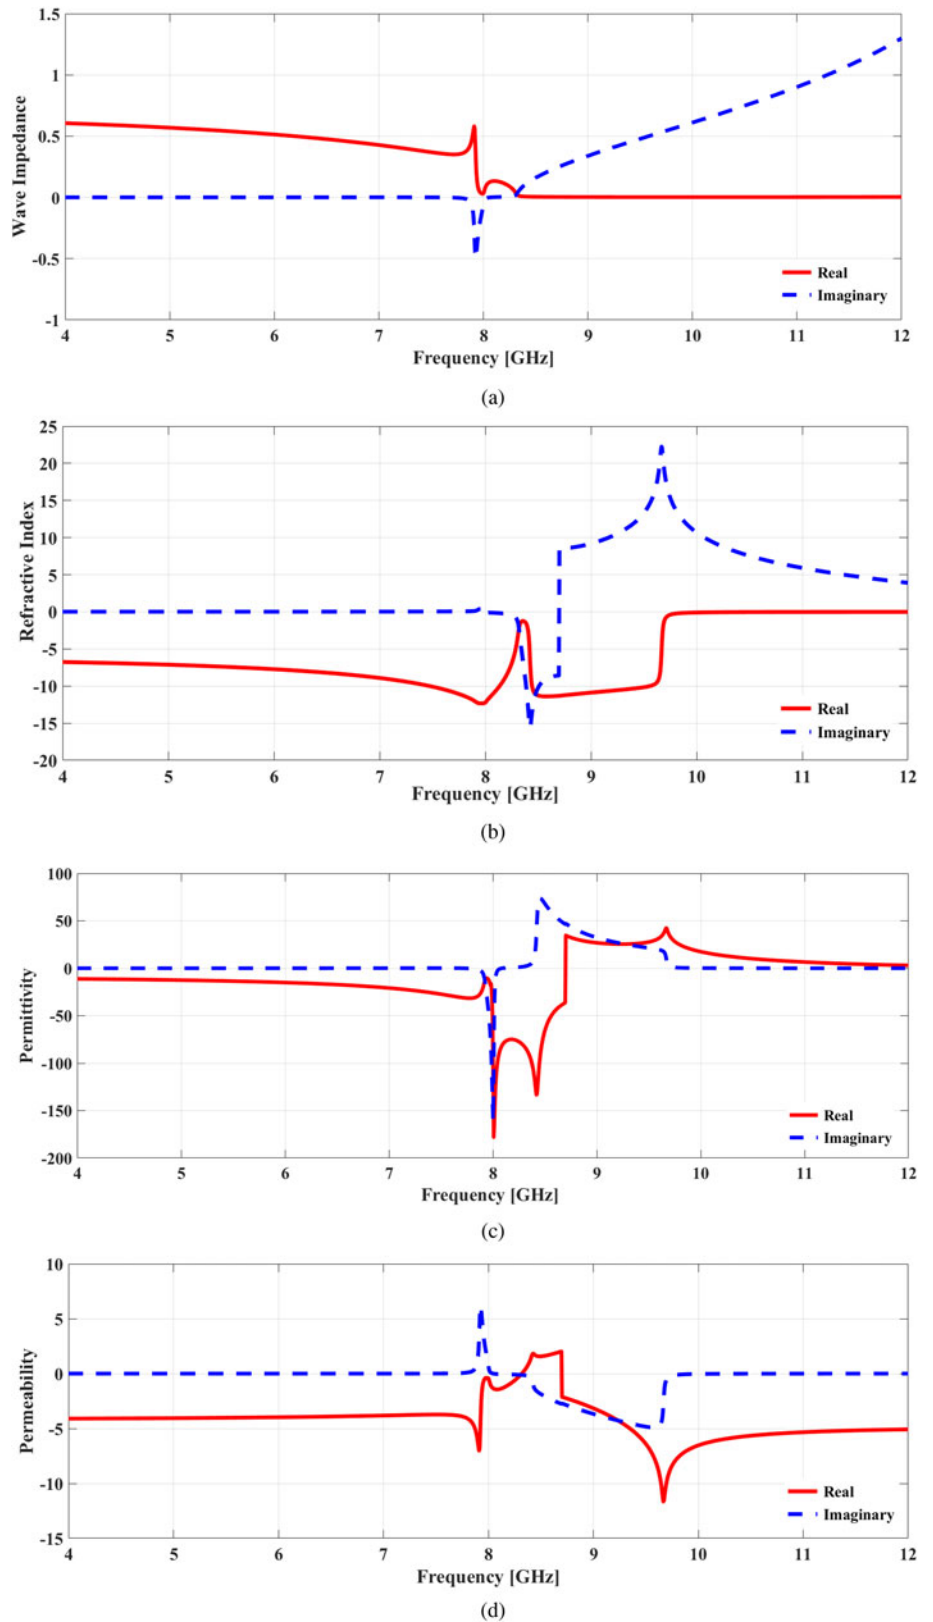 1.5
1
0.5
0
-0.5
-1
Wave Impedance
Real
Imaginary
4 5 6 7 8 9 10 11 12
Frequency [GHz]
(a)
25
20
15
10
5
0
-5
-10
-15
-20
Refractive Index
Real
Imaginary
4 5 6 7 8 9 10 11 12
Frequency [GHz]
(b)
100
50
0
-50
-100
-150
-200
Permittivity
Real
Imaginary
4 5 6 7 8 9 10 11 12
Frequency [GHz]
(c)
10
5
0
-5
-10
-15
Permeability
Real
Imaginary
4 5 6 7 8 9 10 11 12
Frequency [GHz]
(d)